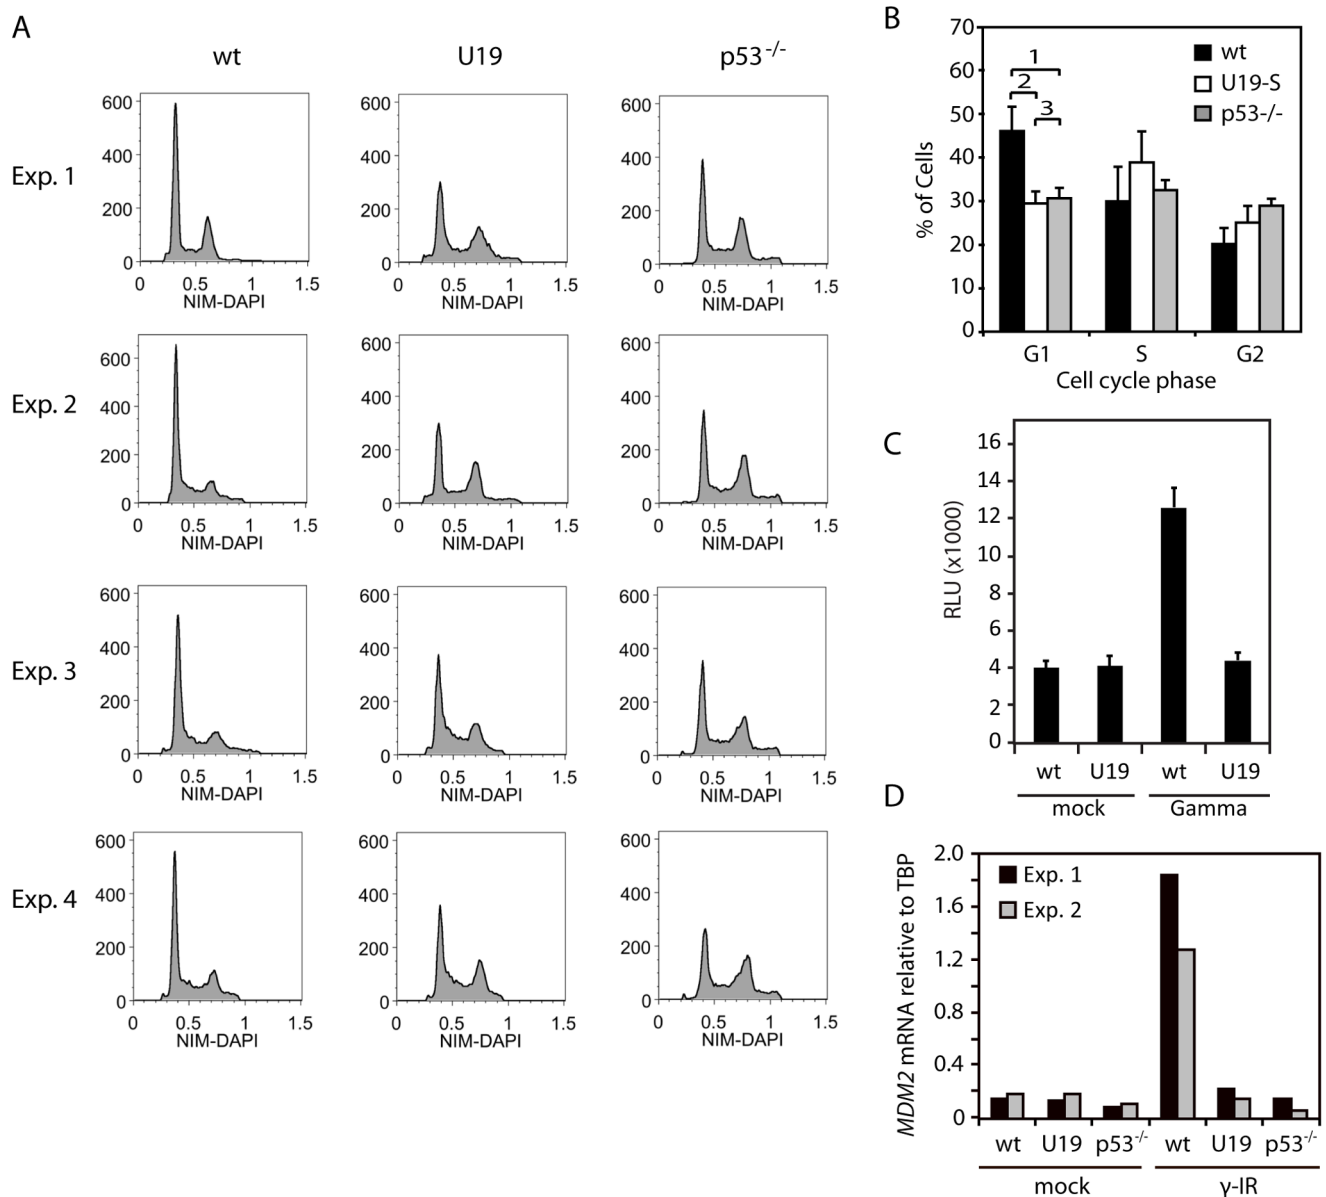 A
wt
U19
p53-/-
Exp. 1
600
400
200
0
0 0.5 1 1.5
NIM-DAPI
600
400
200
0
0 0.5 1 1.5
NIM-DAPI
600
400
200
0
0 0.5 1 1.5
NIM-DAPI
Exp. 2
600
400
200
0
0 0.5 1 1.5
NIM-DAPI
600
400
200
0
0 0.5 1 1.5
NIM-DAPI
600
400
200
0
0 0.5 1 1.5
NIM-DAPI
Exp. 3
600
400
200
0
0 0.5 1 1.5
NIM-DAPI
600
400
200
0
0 0.5 1 1.5
NIM-DAPI
600
400
200
0
0 0.5 1 1.5
NIM-DAPI
Exp. 4
600
400
200
0
0 0.5 1 1.5
NIM-DAPI
600
400
200
0
0 0.5 1 1.5
NIM-DAPI
600
400
200
0
0 0.5 1 1.5
NIM-DAPI
B
% of Cells
70
60
50
40
30
20
10
0
1
2
3
wt
U19-S
p53-/-
G1 S G2
Cell cycle phase
C
RLU (x1000)
16
14
12
10
8
6
4
2
0
wt U19 wt U19
mock Gamma
D
MDM2 mRNA relative to TBP
2.0
1.6
1.2
0.8
0.4
0
Exp. 1
Exp. 2
wt U19 p53-/- wt U19 p53-/-
mock γ-IR